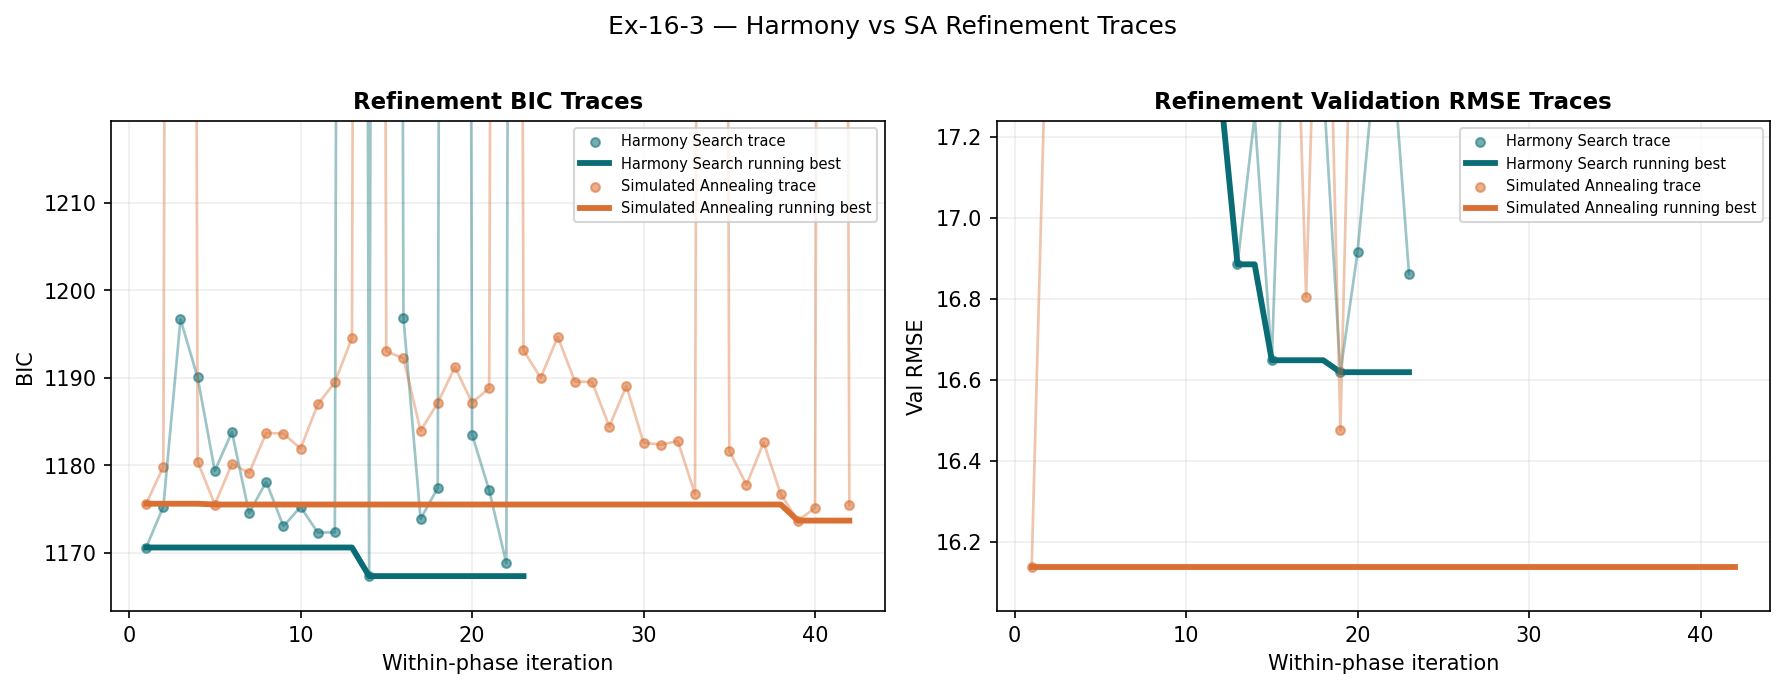 Ex-16-3 — Harmony vs SA Refinement Traces
Refinement BIC Traces
Harmony Search trace
Harmony Search running best
Simulated Annealing trace
Simulated Annealing running best
1210
1200
1190
1180
1170
BIC
0 10 20 30 40
Within-phase iteration
Refinement Validation RMSE Traces
Harmony Search trace
Harmony Search running best
Simulated Annealing trace
Simulated Annealing running best
17.2
17.0
16.8
16.6
16.4
16.2
Val RMSE
0 10 20 30 40
Within-phase iteration